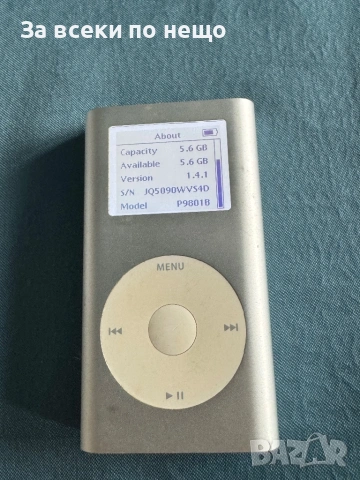 За всеки по нещо
About
Capacity 5.6 GB
Available 5.6 GB
Version 1.4.1
S/N JQ5090WVS4D
Model P9801B
MENU
BAZAR